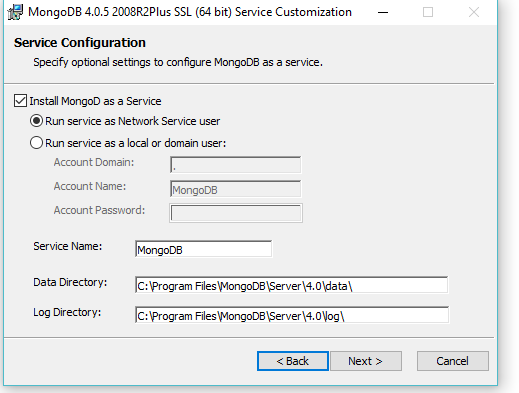 MongoDB 4.0.5 2008R2Plus SSL (64 bit) Service Customization
Service Configuration
Specify optional settings to configure MongoDB as a service.
Install MongoD as a Service
Run service as Network Service user
Run service as a local or domain user:
Account Domain: .
Account Name: MongoDB
Account Password:
Service Name: MongoDB
Data Directory: C:\Program Files\MongoDB\Server\4.0\data\
Log Directory: C:\Program Files\MongoDB\Server\4.0\log\
< Back Next > Cancel